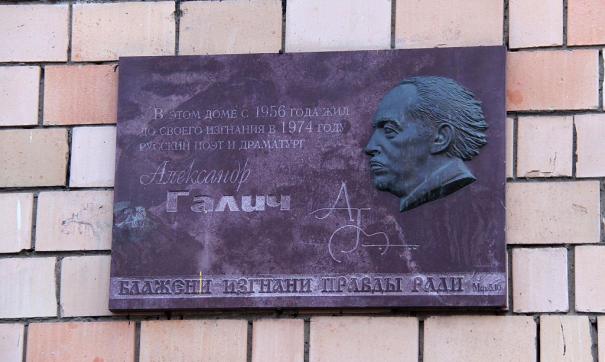 В ЭТОМ ДОМЕ С 1956 ГОДА ЖИЛ
ДО СВОЕГО ИЗГНАНИЯ В 1974 ГОДУ
РУССКИЙ ПОЭТ И ДРАМАТУРГ
Александр
Галич
АГ
БЛАЖЕНИ ИЗГНАНИ ПРАВДЫ РАДИ